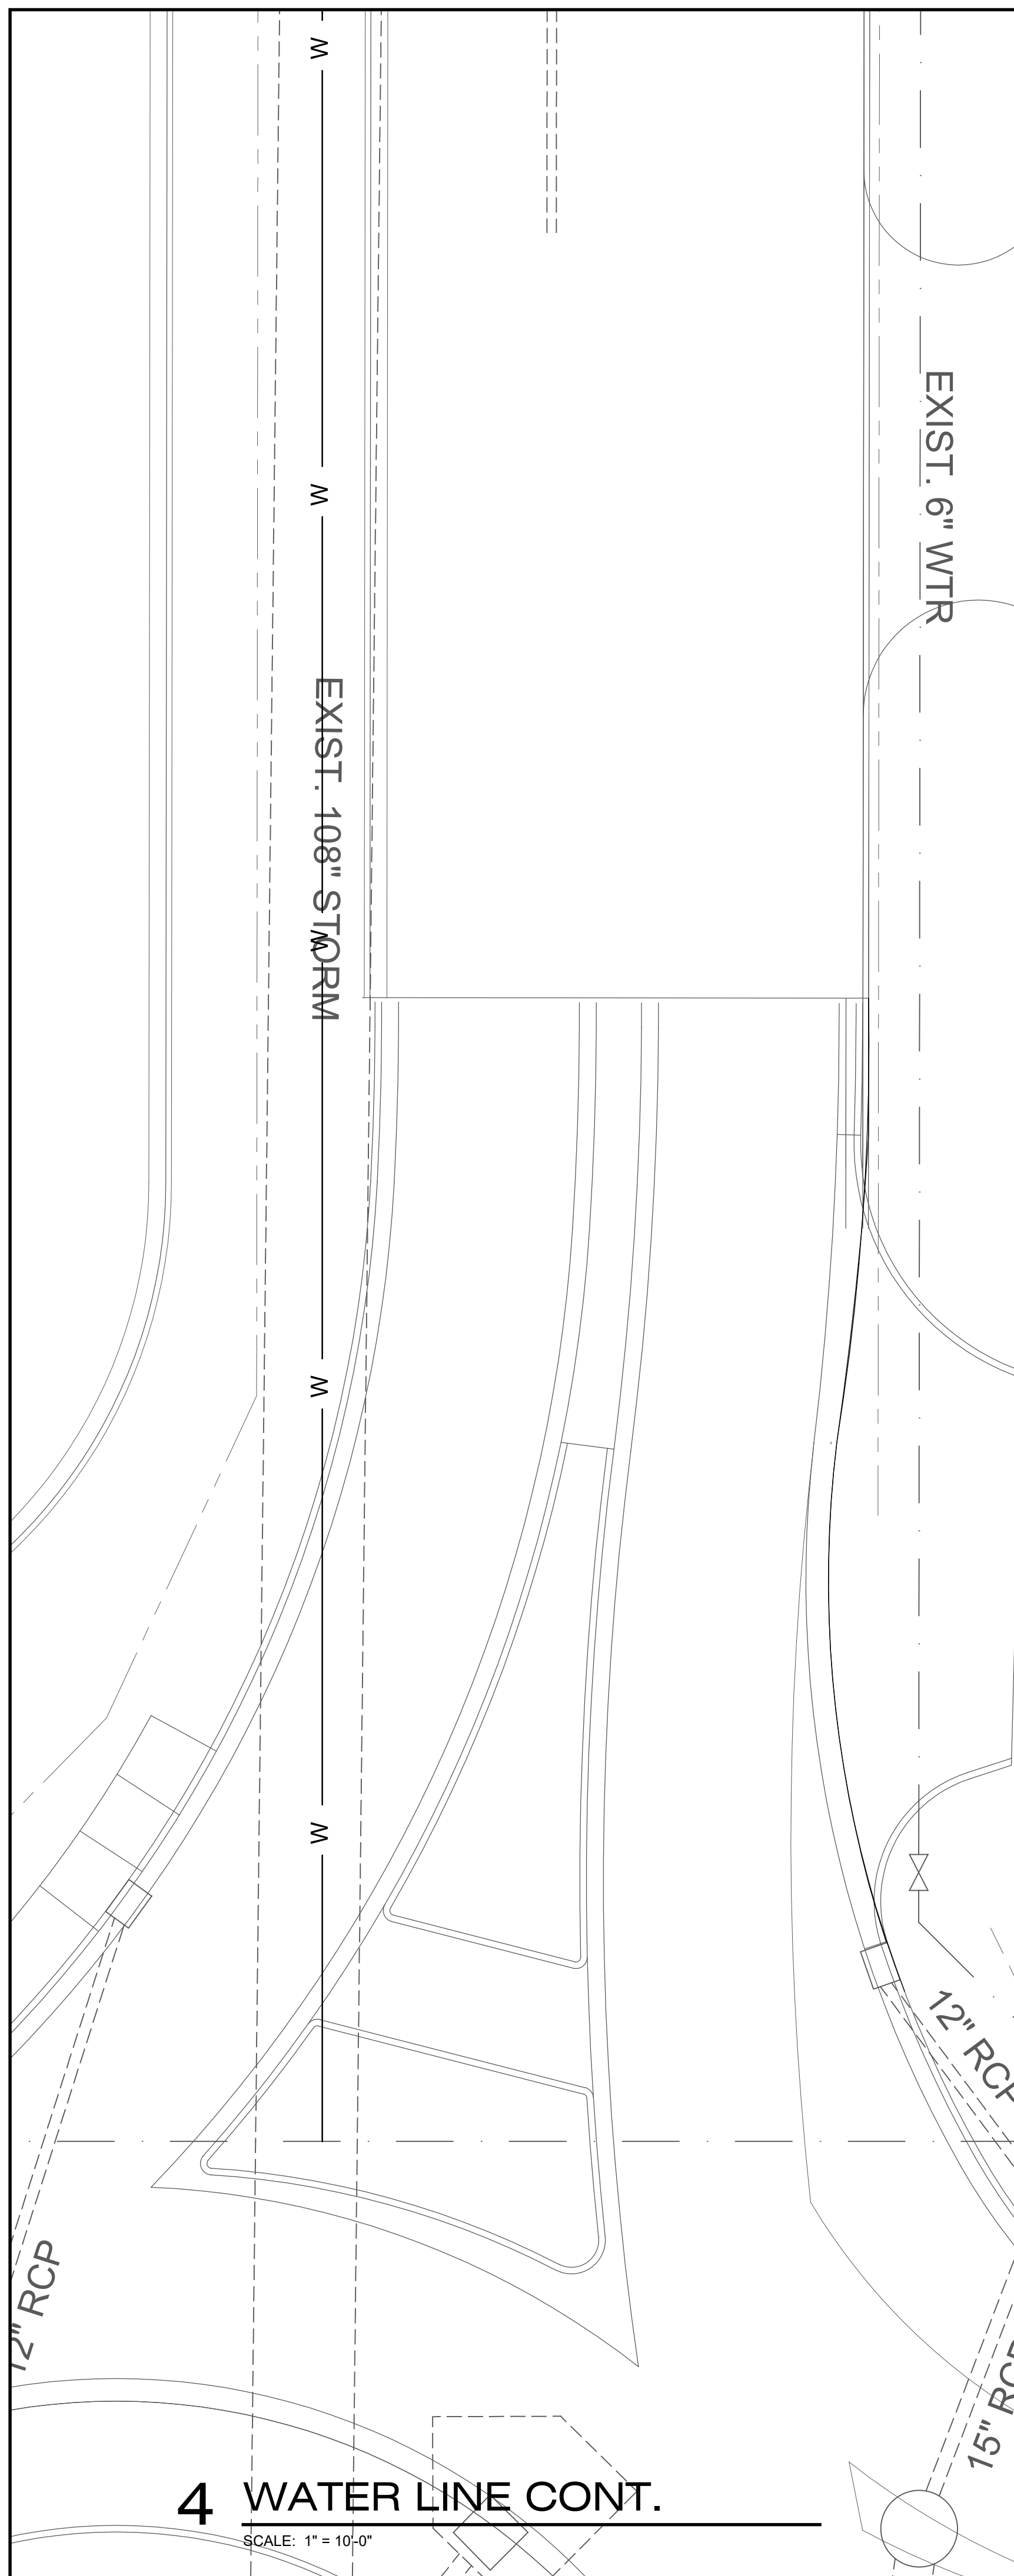 W
EXIST. 6" WTR
W
EXIST. 108" STORM
W
W
W
12" RCP
12" RCP
15" RCP
4 WATER LINE CONT.
SCALE: 1" = 10'-0"